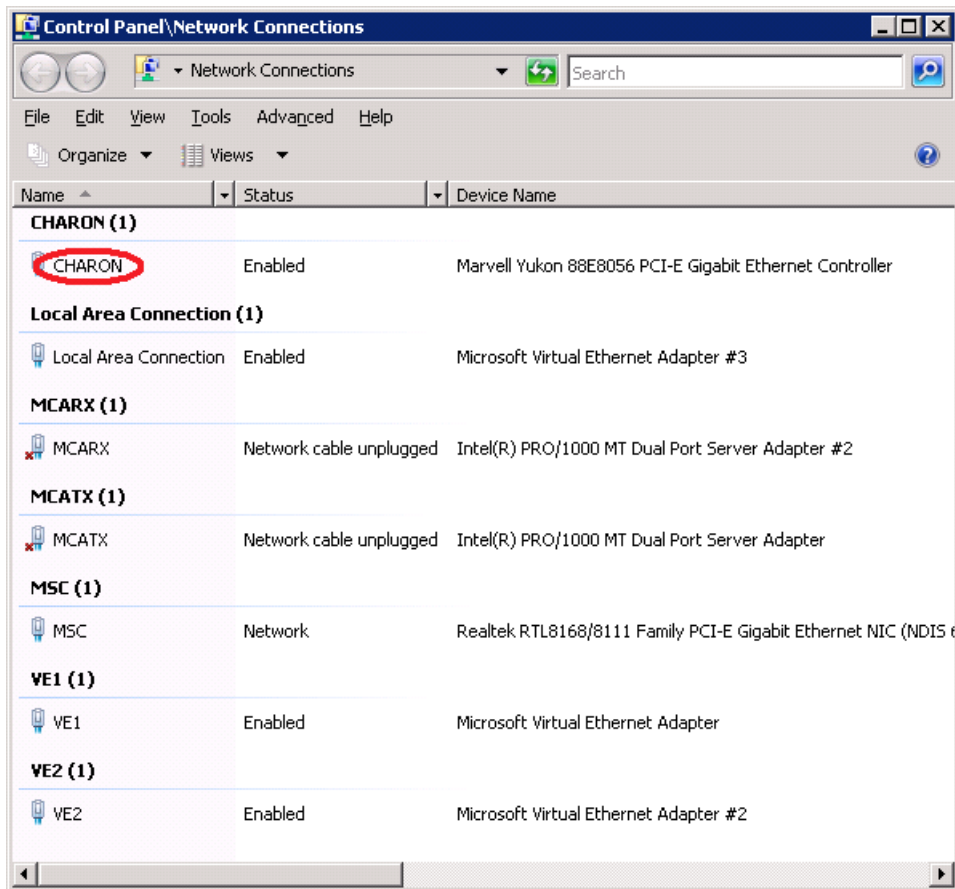 Control Panel\Network Connections
Network Connections Search
File Edit View Tools Advanced Help
Organize Views
Name Status Device Name
CHARON (1)
CHARON Enabled Marvell Yukon 88E8056 PCI-E Gigabit Ethernet Controller
Local Area Connection (1)
Local Area Connection Enabled Microsoft Virtual Ethernet Adapter #3
MCARX (1)
MCARX Network cable unplugged Intel(R) PRO/1000 MT Dual Port Server Adapter #2
MCATX (1)
MCATX Network cable unplugged Intel(R) PRO/1000 MT Dual Port Server Adapter
MSC (1)
MSC Network Realtek RTL8168/8111 Family PCI-E Gigabit Ethernet NIC (NDIS
VE1 (1)
VE1 Enabled Microsoft Virtual Ethernet Adapter
VE2 (1)
VE2 Enabled Microsoft Virtual Ethernet Adapter #2